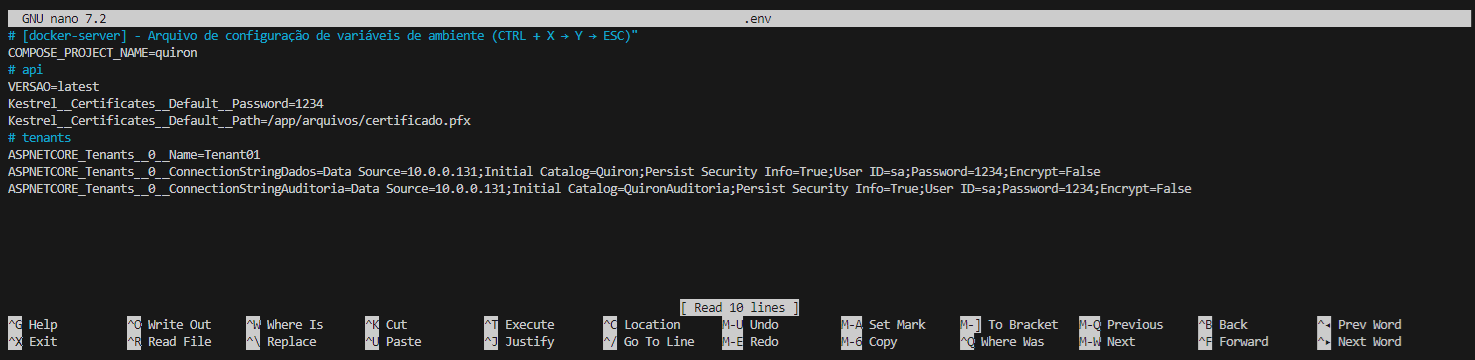 GNU nano 7.2 .env
# [docker-server] - Arquivo de configuração de variáveis de ambiente (CTRL + X → Y → ESC)"
COMPOSE_PROJECT_NAME=quiron
# api
VERSAO=latest
Kestrel__Certificates__Default__Password=1234
Kestrel__Certificates__Default__Path=/app/arquivos/certificado.pfx
# tenants
ASPNETCORE_Tenants__0__Name=Tenant01
ASPNETCORE_Tenants__0__ConnectionStringDados=Data Source=10.0.0.131;Initial Catalog=Quiron;Persist Security Info=True;User ID=sa;Password=1234;Encrypt=False
ASPNETCORE_Tenants__0__ConnectionStringAuditoria=Data Source=10.0.0.131;Initial Catalog=QuironAuditoria;Persist Security Info=True;User ID=sa;Password=1234;Encrypt=False
[ Read 10 lines ]
^G Help ^O Write Out ^W Where Is ^K Cut ^T Execute ^C Location M-U Undo M-A Set Mark M-] To Bracket M-Q Previous ^B Back ^◂ Prev Word
^X Exit ^R Read File ^\ Replace ^U Paste ^J Justify ^/ Go To Line M-E Redo M-6 Copy ^Q Where Was M-W Next ^F Forward ^▸ Next Word